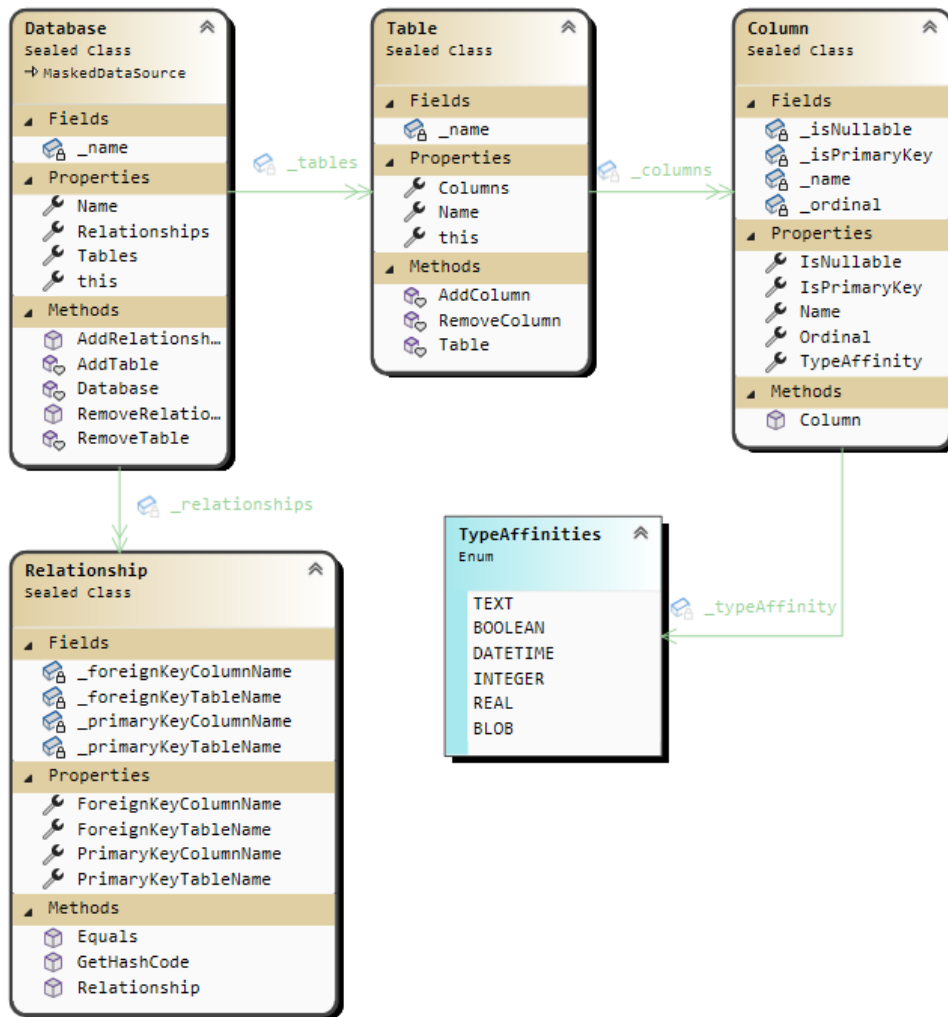 Database
Sealed Class
MaskedDataSource
Fields
_name
Properties
Name
Relationships
Tables
this
Methods
AddRelationsh...
AddTable
Database
RemoveRelatio...
RemoveTable
_tables
Table
Sealed Class
Fields
_name
Properties
Columns
Name
this
Methods
AddColumn
RemoveColumn
Table
_columns
Column
Sealed Class
Fields
_isNullable
_isPrimaryKey
_name
_ordinal
Properties
IsNullable
IsPrimaryKey
Name
Ordinal
TypeAffinity
Methods
Column
_relationships
Relationship
Sealed Class
Fields
_foreignKeyColumnName
_foreignKeyTableName
_primaryKeyColumnName
_primaryKeyTableName
Properties
ForeignKeyColumnName
ForeignKeyTableName
PrimaryKeyColumnName
PrimaryKeyTableName
Methods
Equals
GetHashCode
Relationship
TypeAffinities
Enum
TEXT
BOOLEAN
DATETIME
INTEGER
REAL
BLOB
_typeAffinity